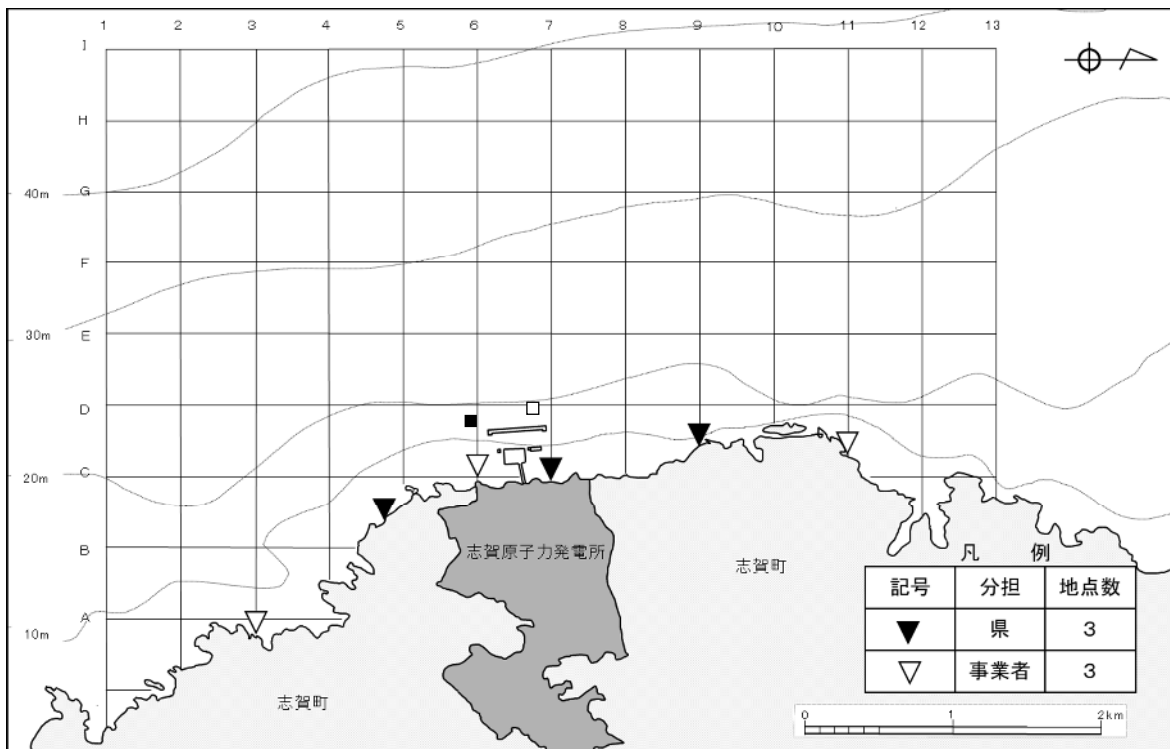 1 2 3 4 5 6 7 8 9 10 11 13
I
H
G
40m
F
E
30m
D
C
20m
B
A
10m
志賀原子力発電所
志賀町
志賀町
凡 例
記号 分担 地点数
▼ 県 3
▽ 事業者 3
0 1 2km